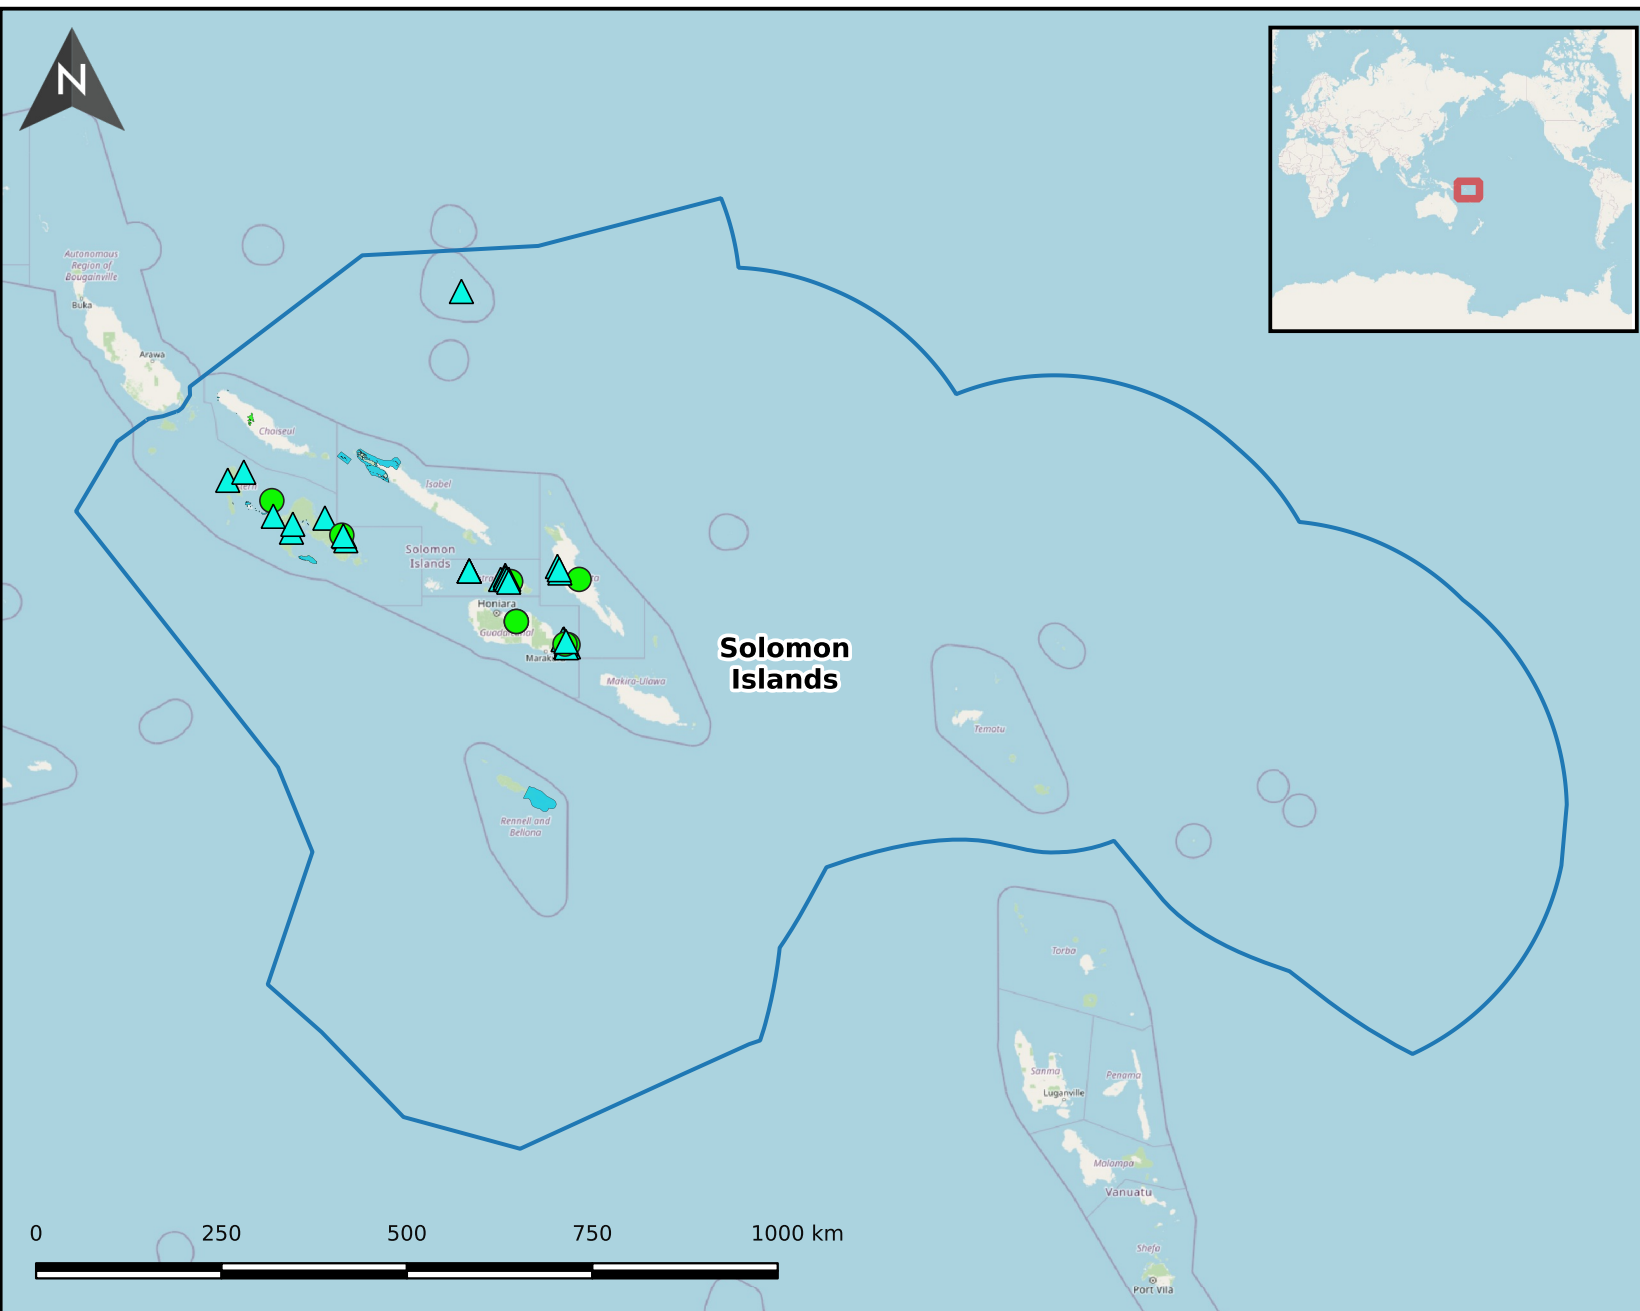 N
Autonomous
Region of
Bougainville
Buka
Arawa
Choiseul
Isabel
Solomon
Islands
Honiara
Solomon
Islands
Makira-Ulawa
Temotu
Rennell and
Bellona
Torba
Sanma
Penama
Luganville
Malampa
Vanuatu
Shefa
Port Vila
0 250 500 750 1000 km